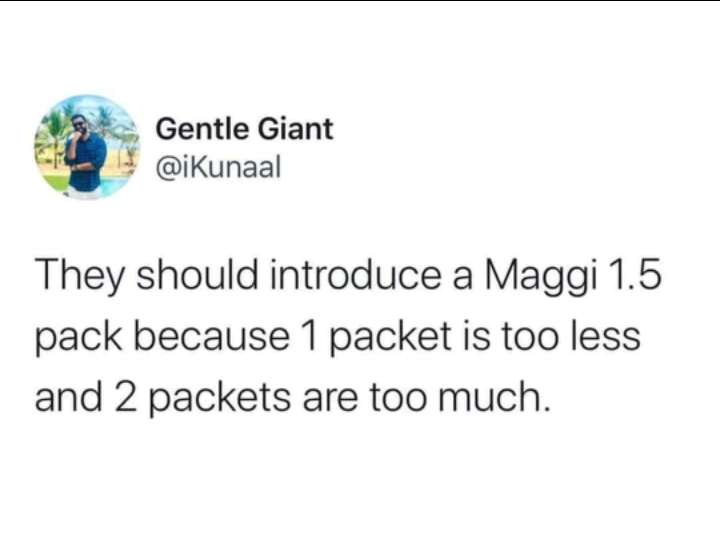 Gentle Giant
@iKunaal
They should introduce a Maggi 1.5
pack because 1 packet is too less
and 2 packets are too much.